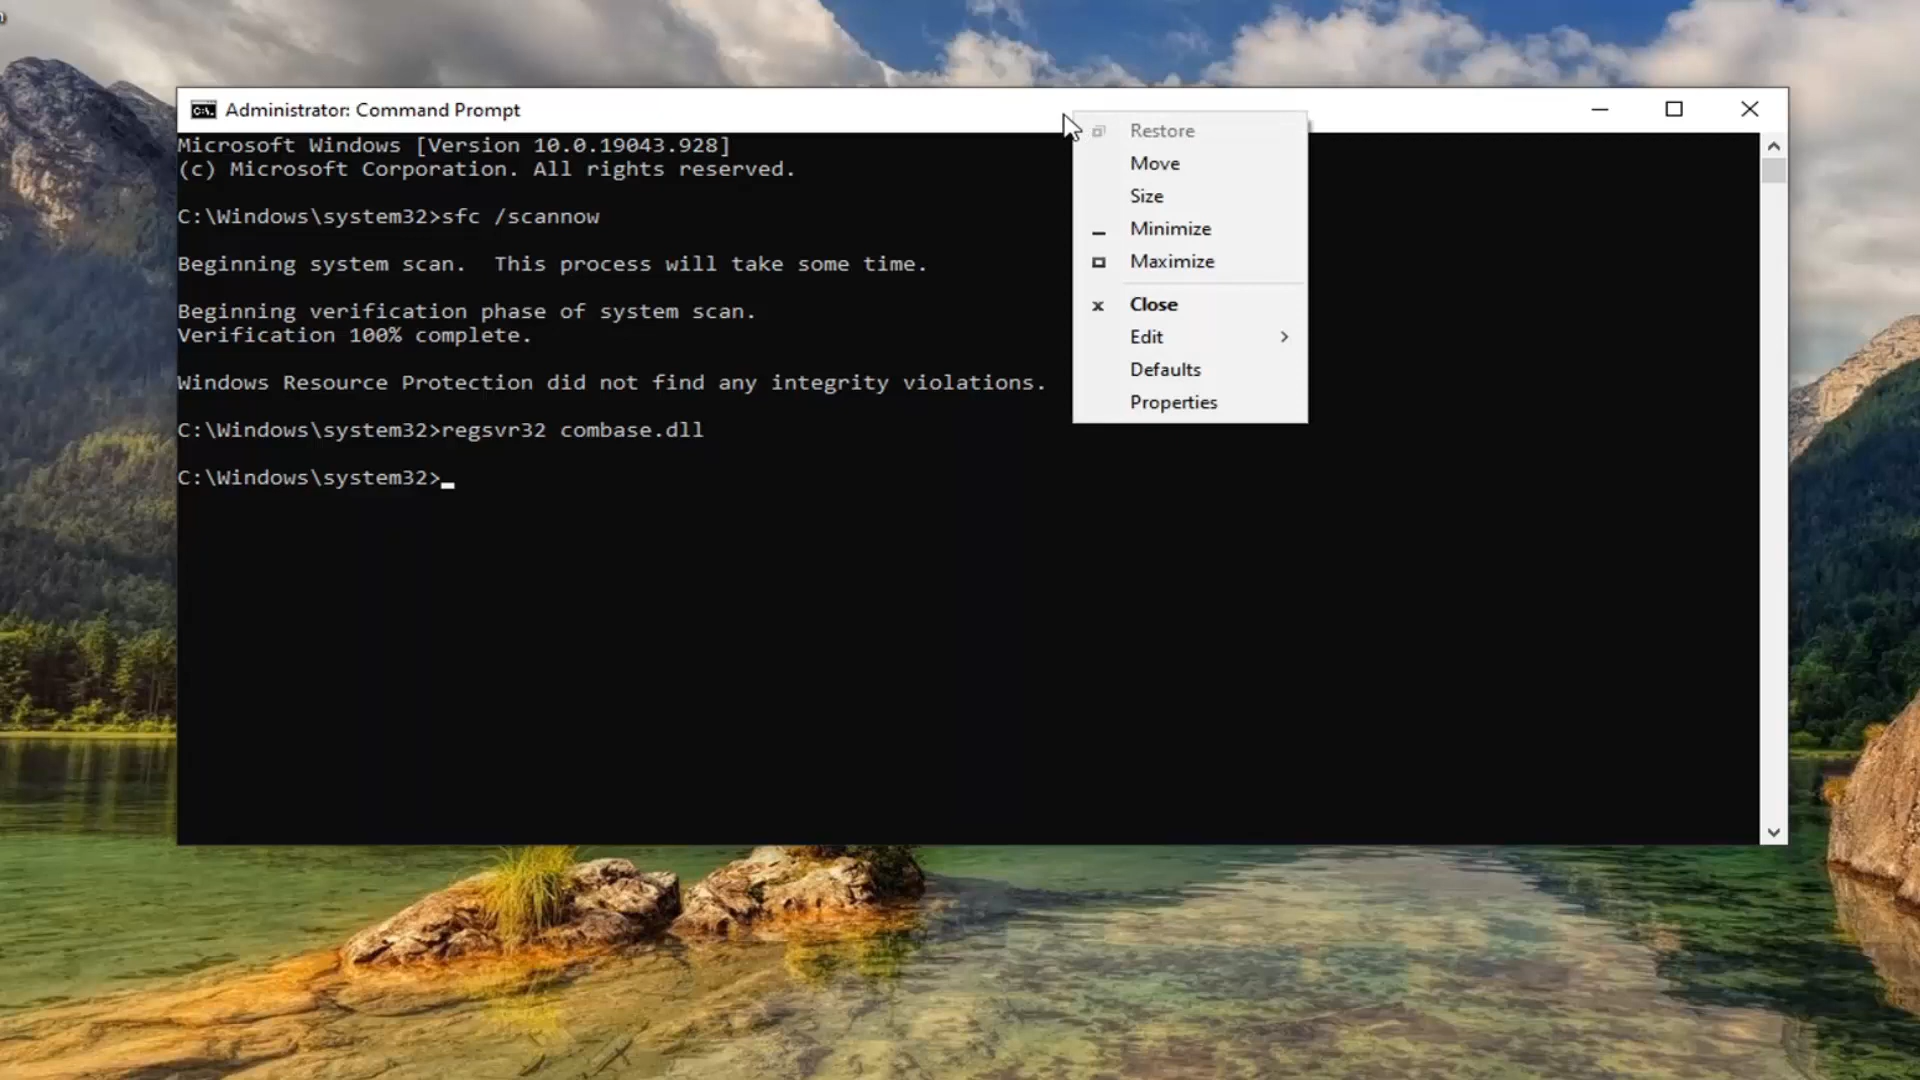 Administrator: Command Prompt
Microsoft Windows [Version 10.0.19043.928]
(c) Microsoft Corporation. All rights reserved.
C:\Windows\system32>sfc /scannow
Beginning system scan.  This process will take some time.
Beginning verification phase of system scan.
Verification 100% complete.
Windows Resource Protection did not find any integrity violations.
C:\Windows\system32>regsvr32 combase.dll
C:\Windows\system32>_
Restore
Move
Size
Minimize
Maximize
Close
Edit
Defaults
Properties